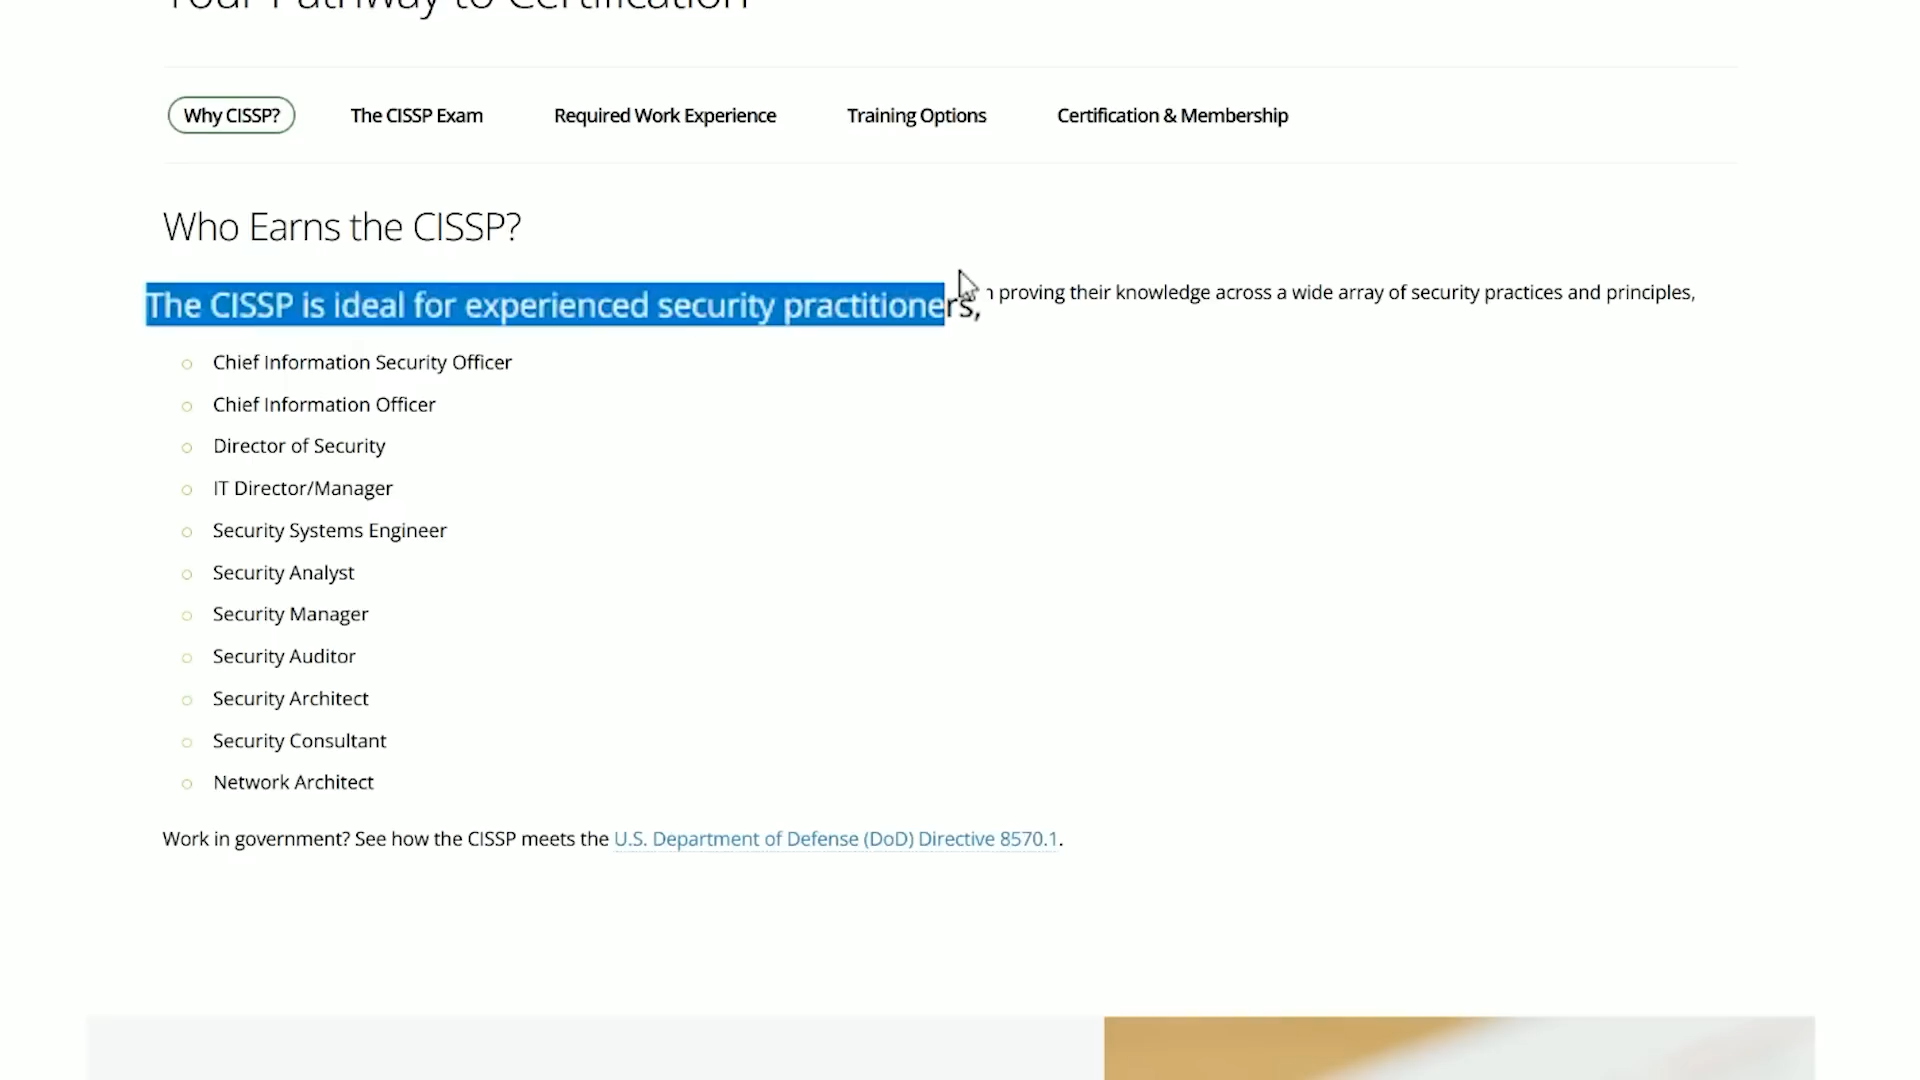 Your Pathway to Certification
Why CISSP? The CISSP Exam Required Work Experience Training Options Certification & Membership
Who Earns the CISSP?
The CISSP is ideal for experienced security practitioners, proving their knowledge across a wide array of security practices and principles,
Chief Information Security Officer
Chief Information Officer
Director of Security
IT Director/Manager
Security Systems Engineer
Security Analyst
Security Manager
Security Auditor
Security Architect
Security Consultant
Network Architect
Work in government? See how the CISSP meets the U.S. Department of Defense (DoD) Directive 8570.1.